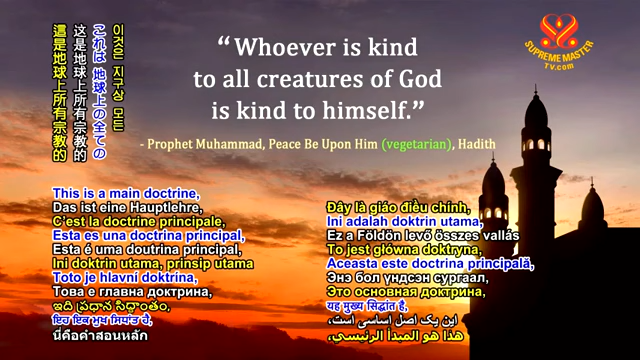 이것은 지구상 모든
これは 地球上の全ての
这是地球上所有宗教的
這是地球上所有宗教的
“Whoever is kind
to all creatures of God
is kind to himself.”
- Prophet Muhammad, Peace Be Upon Him (vegetarian), Hadith
SUPREME MASTER
TV.com
This is a main doctrine,
Das ist eine Hauptlehre,
C'est la doctrine principale,
Esta es una doctrina principal,
Esta é uma doutrina principal,
Ini doktrin utama, prinsip utama
Toto je hlavní doktrína,
Това е главна доктрина,
ఇది ప్రధాన సిద్ధాంతం,
ਇਹ ਇਕ ਮੁਖ ਸਿਧਾਂਤ ਹੈ,
นี่คือคำสอนหลัก
Đây là giáo điều chính,
Ini adalah doktrin utama,
Ez a Földön levő összes vallás
To jest główna doktryna,
Aceasta este doctrina principală,
Энэ бол үндсэн сургаал,
Это основная доктрина,
यह मुख्य सिद्धांत है,
این یک اصل اساسی است،
هذا هو المبدأ الرئيسي،